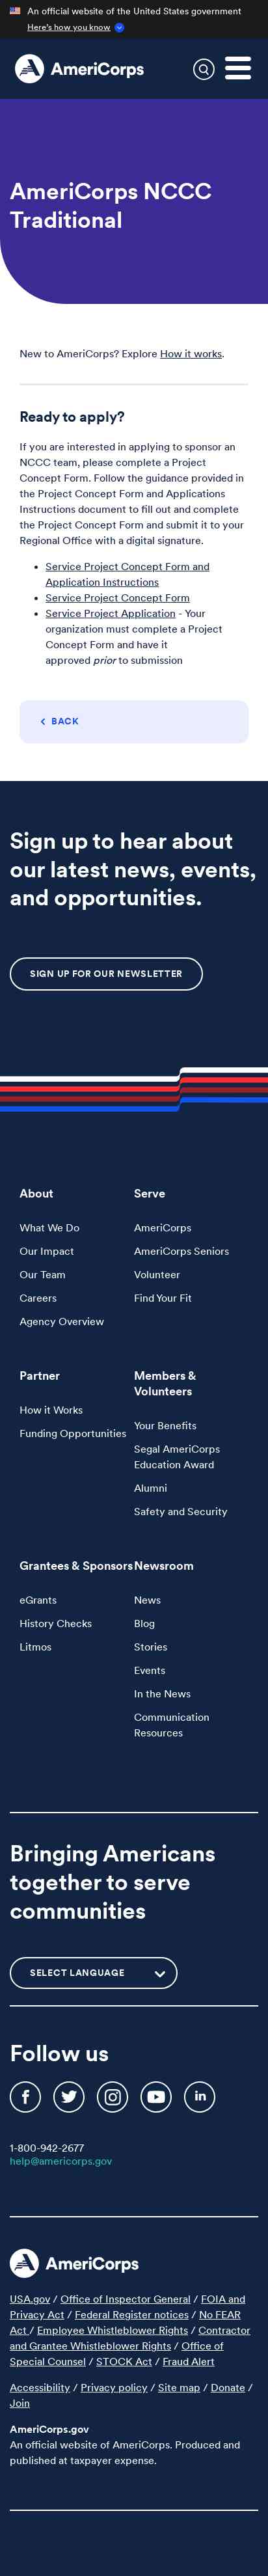 An official website of the United States government
Here's how you know
AmeriCorps
AmeriCorps NCCC
Traditional
New to AmeriCorps? Explore How it works.
Ready to apply?
If you are interested in applying to sponsor an
NCCC team, please complete a Project
Concept Form. Follow the guidance provided in
the Project Concept Form and Applications
Instructions document to fill out and complete
the Project Concept Form and submit it to your
Regional Office with a digital signature.
Service Project Concept Form and
Application Instructions
Service Project Concept Form
Service Project Application - Your
organization must complete a Project
Concept Form and have it
approved prior to submission
BACK
Sign up to hear about
our latest news, events,
and opportunities.
SIGN UP FOR OUR NEWSLETTER
About
What We Do
Our Impact
Our Team
Careers
Agency Overview
Serve
AmeriCorps
AmeriCorps Seniors
Volunteer
Find Your Fit
Partner
How it Works
Funding Opportunities
Members &
Volunteers
Your Benefits
Segal AmeriCorps
Education Award
Alumni
Safety and Security
Grantees & Sponsors
eGrants
History Checks
Litmos
Newsroom
News
Blog
Stories
Events
In the News
Communication
Resources
Bringing Americans
together to serve
communities
SELECT LANGUAGE
Follow us
1-800-942-2677
help@americorps.gov
AmeriCorps
USA.gov / Office of Inspector General / FOIA and
Privacy Act / Federal Register notices / No FEAR
Act / Employee Whistleblower Rights / Contractor
and Grantee Whistleblower Rights / Office of
Special Counsel / STOCK Act / Fraud Alert
Accessibility / Privacy policy / Site map / Donate /
Join
AmeriCorps.gov
An official website of AmeriCorps. Produced and
published at taxpayer expense.